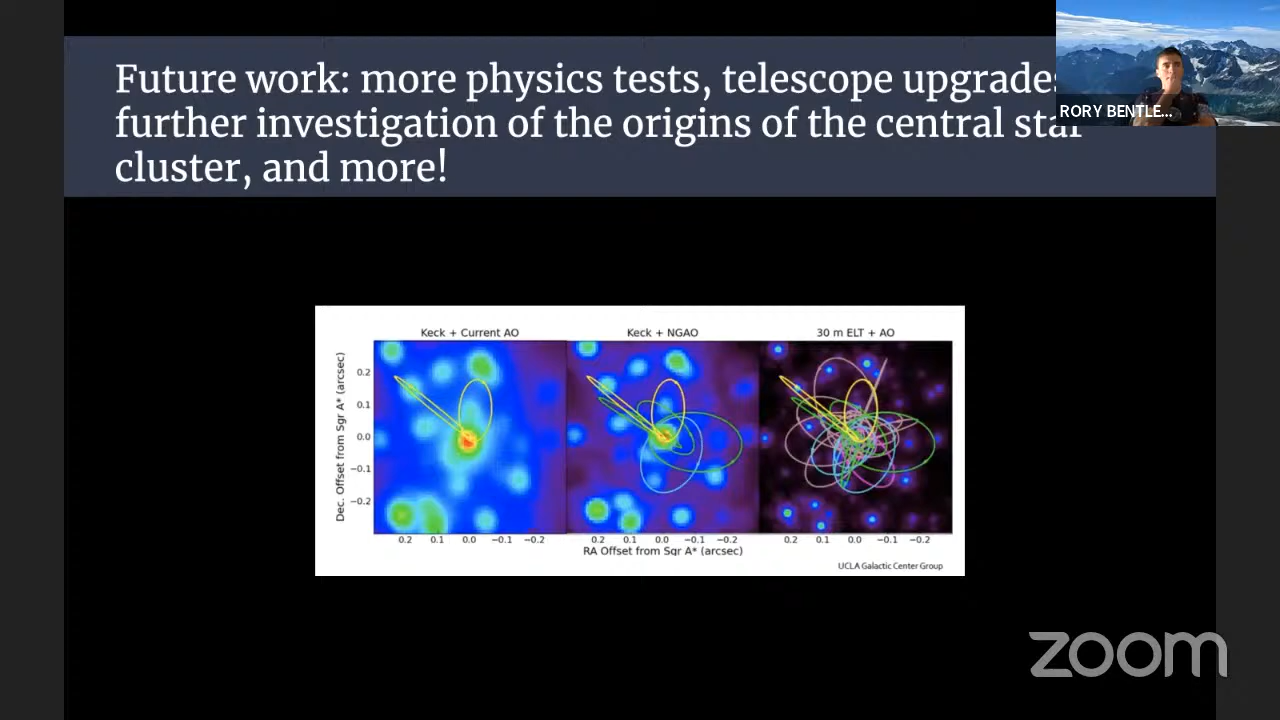 Future work: more physics tests, telescope upgrades
further investigation of the origins of the central star
cluster, and more!
RORY BENTLE...
Keck + Current AO
Keck + NGAO
30 m ELT + AO
Dec. Offset from Sgr A* (arcsec)
0.2
0.1
0.0
−0.1
−0.2
0.2 0.1 0.0 −0.1 −0.2
0.2 0.1 0.0 −0.1 −0.2
0.2 0.1 0.0 −0.1 −0.2
RA Offset from Sgr A* (arcsec)
UCLA Galactic Center Group
zoom